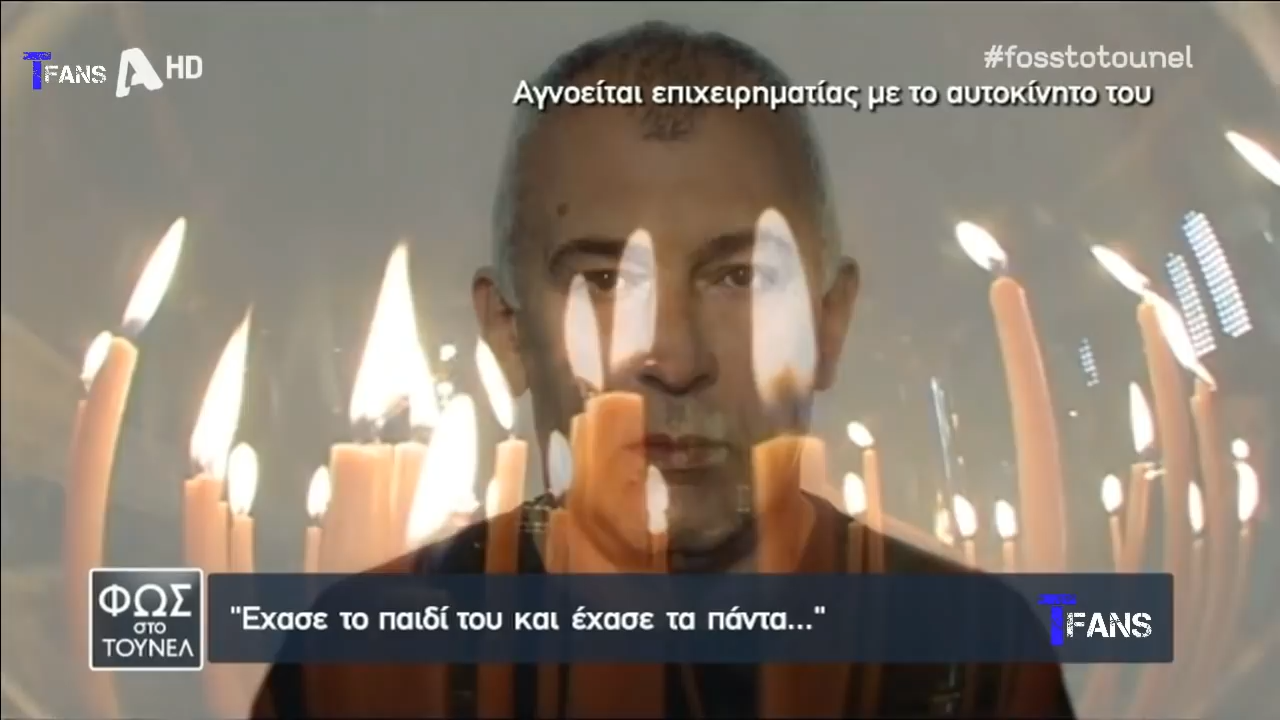 TFANS
HD
#fosstotounel
Αγνοείται επιχειρηματίας με το αυτοκίνητο του
ΦΩΣ
στο
ΤΟΥΝΕΛ
"Έχασε το παιδί του και έχασε τα πάντα..."
TFANS